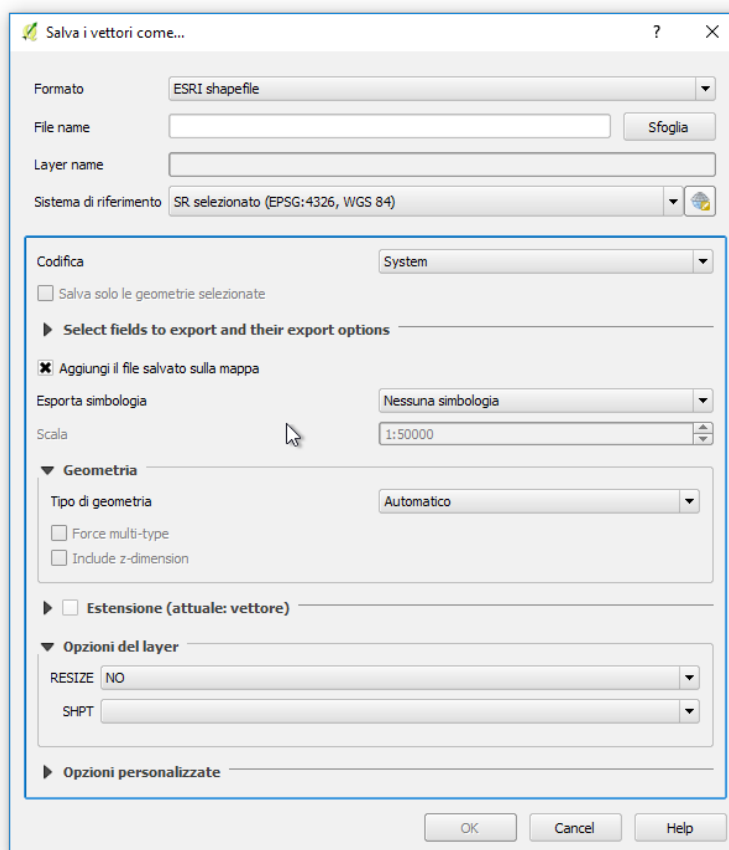 Salva i vettori come...
Formato ESRI shapefile
File name Sfoglia
Layer name
Sistema di riferimento SR selezionato (EPSG:4326, WGS 84)
Codifica System
Salva solo le geometrie selezionate
Select fields to export and their export options
Aggiungi il file salvato sulla mappa
Esporta simbologia Nessuna simbologia
Scala 1:50000
Geometria
Tipo di geometria Automatico
Force multi-type
Include z-dimension
Estensione (attuale: vettore)
Opzioni del layer
RESIZE NO
SHPT
Opzioni personalizzate
OK Cancel Help